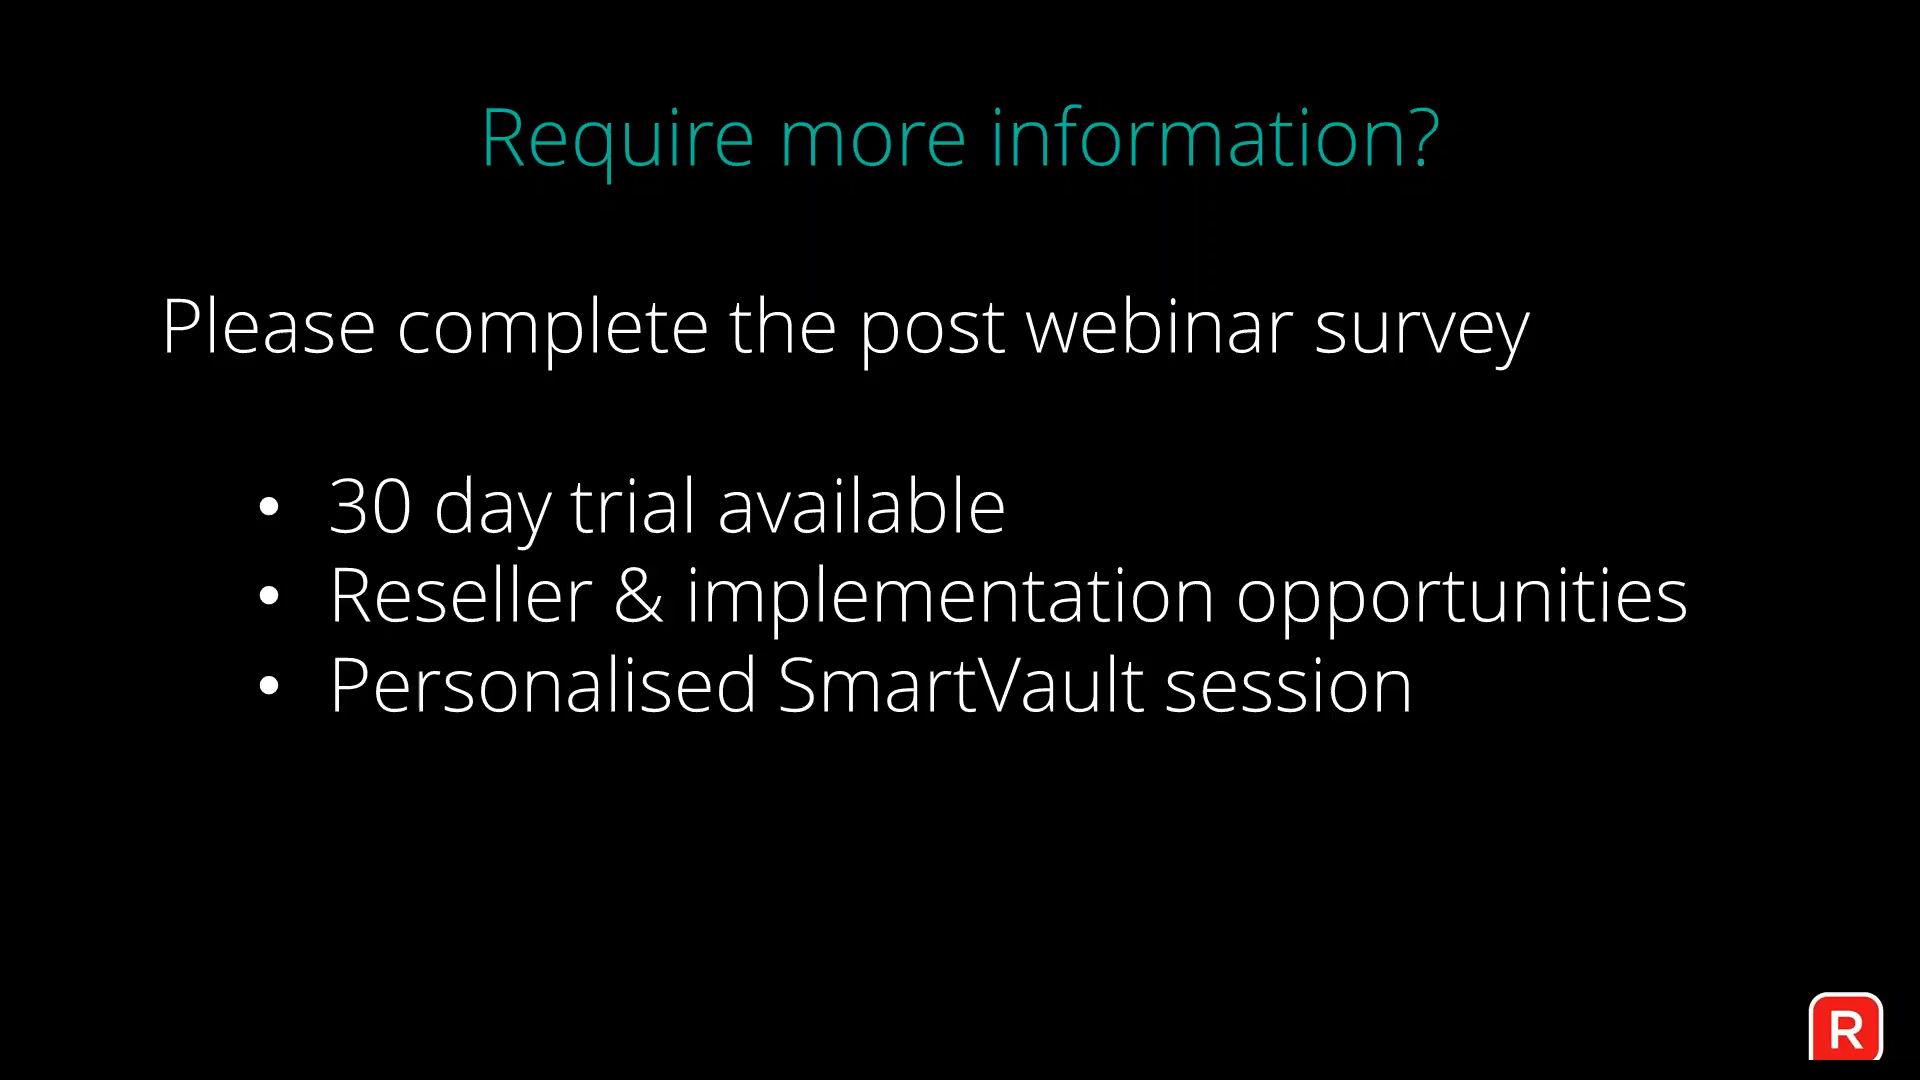 Require more information?
Please complete the post webinar survey
• 30 day trial available
• Reseller & implementation opportunities
• Personalised SmartVault session
R